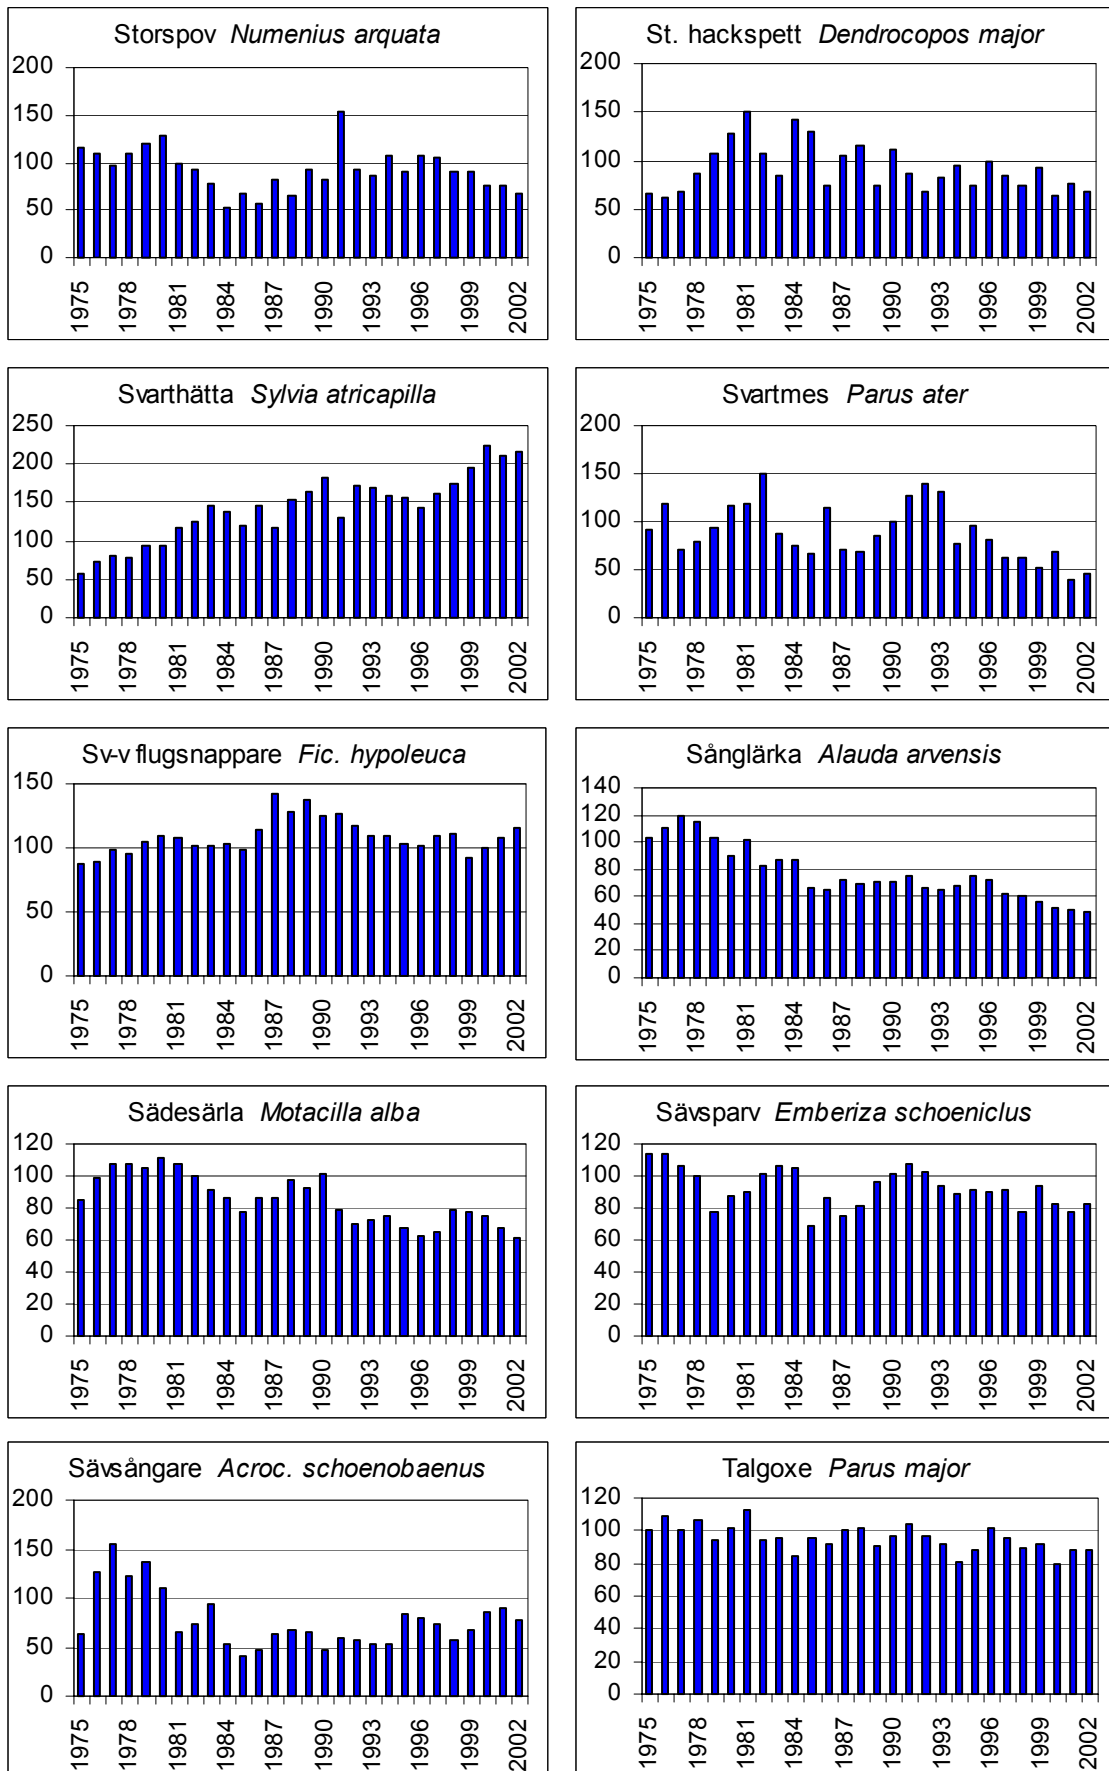 Storspov Numenius arquata
200
150
100
50
0
1975 1978 1981 1984 1987 1990 1993 1996 1999 2002
St. hackspett Dendrocopos major
200
150
100
50
0
1975 1978 1981 1984 1987 1990 1993 1996 1999 2002
Svarthätta Sylvia atricapilla
250
200
150
100
50
0
1975 1978 1981 1984 1987 1990 1993 1996 1999 2002
Svartmes Parus ater
200
150
100
50
0
1975 1978 1981 1984 1987 1990 1993 1996 1999 2002
Sv-v flugsnappare Fic. hypoleuca
150
100
50
0
1975 1978 1981 1984 1987 1990 1993 1996 1999 2002
Sånglärka Alauda arvensis
140
120
100
80
60
40
20
0
1975 1978 1981 1984 1987 1990 1993 1996 1999 2002
Sädesärla Motacilla alba
120
100
80
60
40
20
0
1975 1978 1981 1984 1987 1990 1993 1996 1999 2002
Sävsparv Emberiza schoeniclus
120
100
80
60
40
20
0
1975 1978 1981 1984 1987 1990 1993 1996 1999 2002
Sävsångare Acroc. schoenobaenus
200
150
100
50
0
1975 1978 1981 1984 1987 1990 1993 1996 1999 2002
Talgoxe Parus major
120
100
80
60
40
20
0
1975 1978 1981 1984 1987 1990 1993 1996 1999 2002